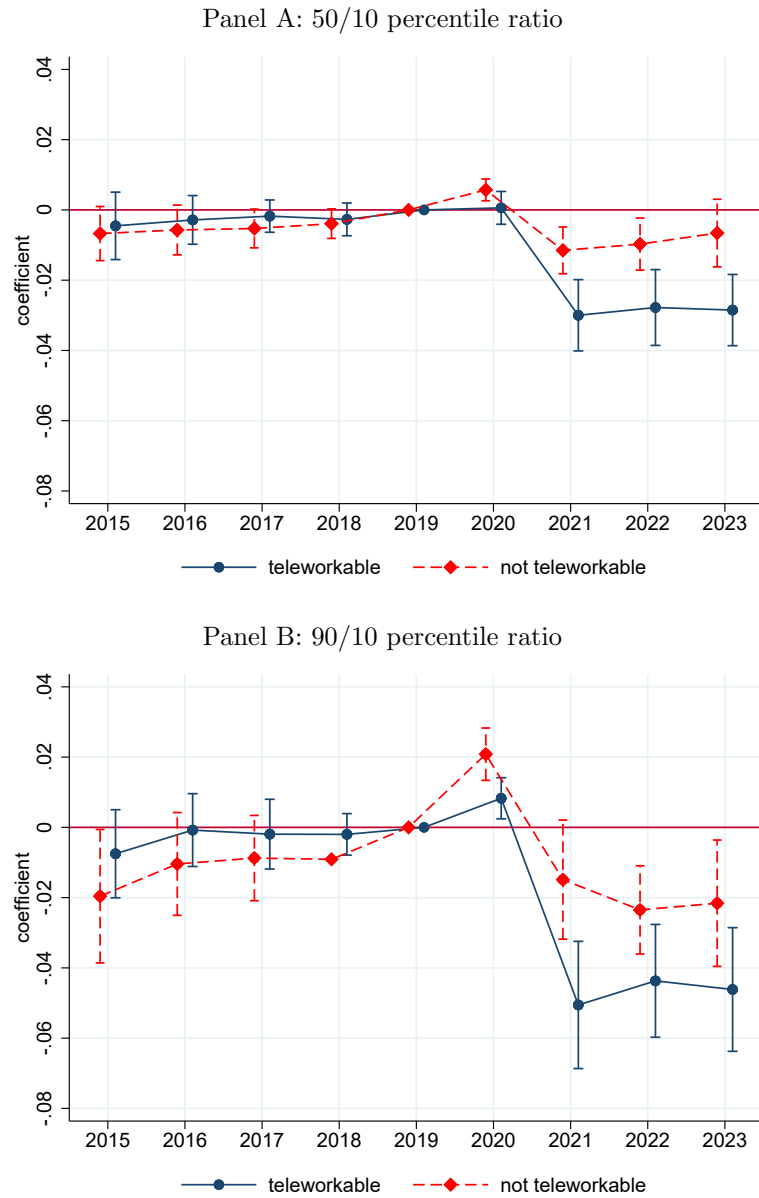 Panel A: 50/10 percentile ratio
.04
.02
0
-.02
-.04
-.06
-.08
coefficient
2015 2016 2017 2018 2019 2020 2021 2022 2023
teleworkable not teleworkable
Panel B: 90/10 percentile ratio
.04
.02
0
-.02
-.04
-.06
-.08
coefficient
2015 2016 2017 2018 2019 2020 2021 2022 2023
teleworkable not teleworkable